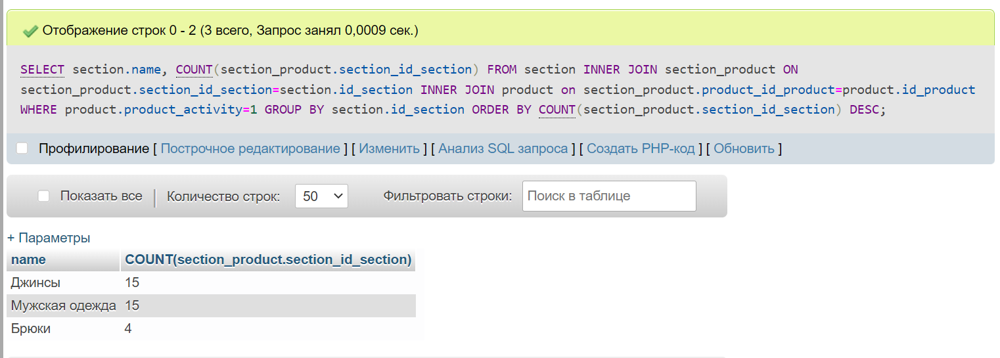 Отображение строк 0 - 2 (3 всего, Запрос занял 0,0009 сек.)
SELECT section.name, COUNT(section_product.section_id_section) FROM section INNER JOIN section_product ON
section_product.section_id_section=section.id_section INNER JOIN product on section_product.product_id_product=product.id_product
WHERE product.product_activity=1 GROUP BY section.id_section ORDER BY COUNT(section_product.section_id_section) DESC;
Профилирование [ Построчное редактирование ] [ Изменить ] [ Анализ SQL запроса ] [ Создать PHP-код ] [ Обновить ]
Показать все | Количество строк: 50 Фильтровать строки: Поиск в таблице
+ Параметры
name COUNT(section_product.section_id_section)
Джинсы 15
Мужская одежда 15
Брюки 4